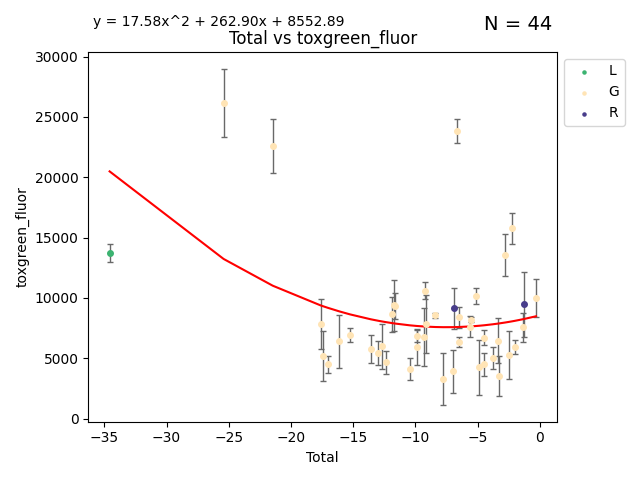 y = 17.58x^2 + 262.90x + 8552.89
N = 44
Total vs toxgreen_fluor
30000
25000
20000
15000
10000
5000
0
toxgreen_fluor
−35
−30
−25
−20
−15
−10
−5
0
Total
L
G
R